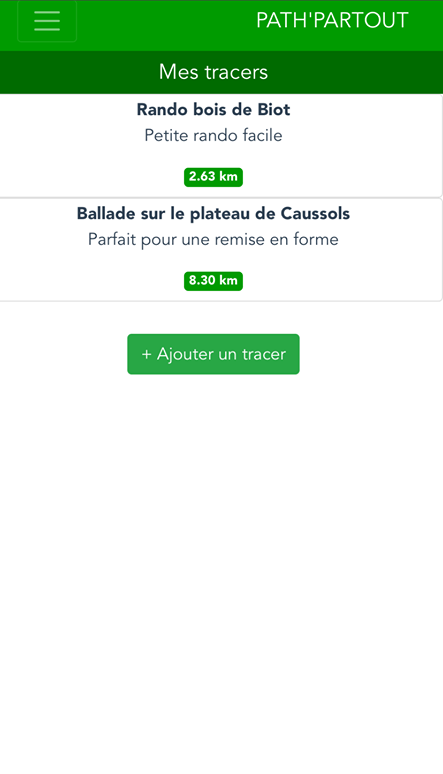 PATH'PARTOUT
Mes tracers
Rando bois de Biot
Petite rando facile
2.63 km
Ballade sur le plateau de Caussols
Parfait pour une remise en forme
8.30 km
+ Ajouter un tracer